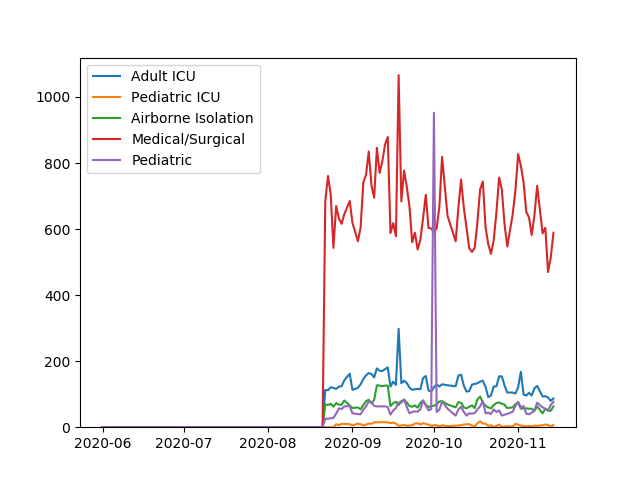 Adult ICU
Pediatric ICU
Airborne Isolation
Medical/Surgical
Pediatric
1000
800
600
400
200
0
2020-06 2020-07 2020-08 2020-09 2020-10 2020-11